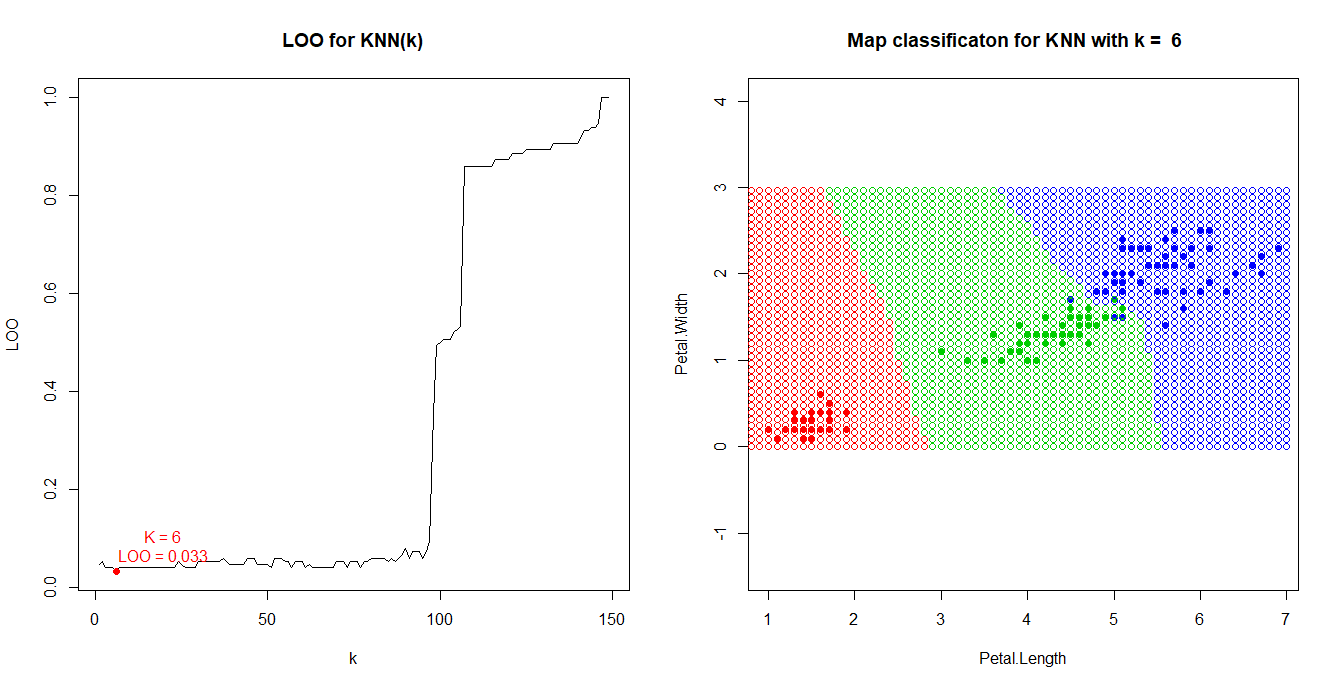 LOO for KNN(k)
LOO
1.0
0.8
0.6
0.4
0.2
0.0
K = 6
LOO = 0.033
0 50 100 150
k
Map classificaton for KNN with k = 6
Petal.Width
4
3
2
1
0
-1
1 2 3 4 5 6 7
Petal.Length